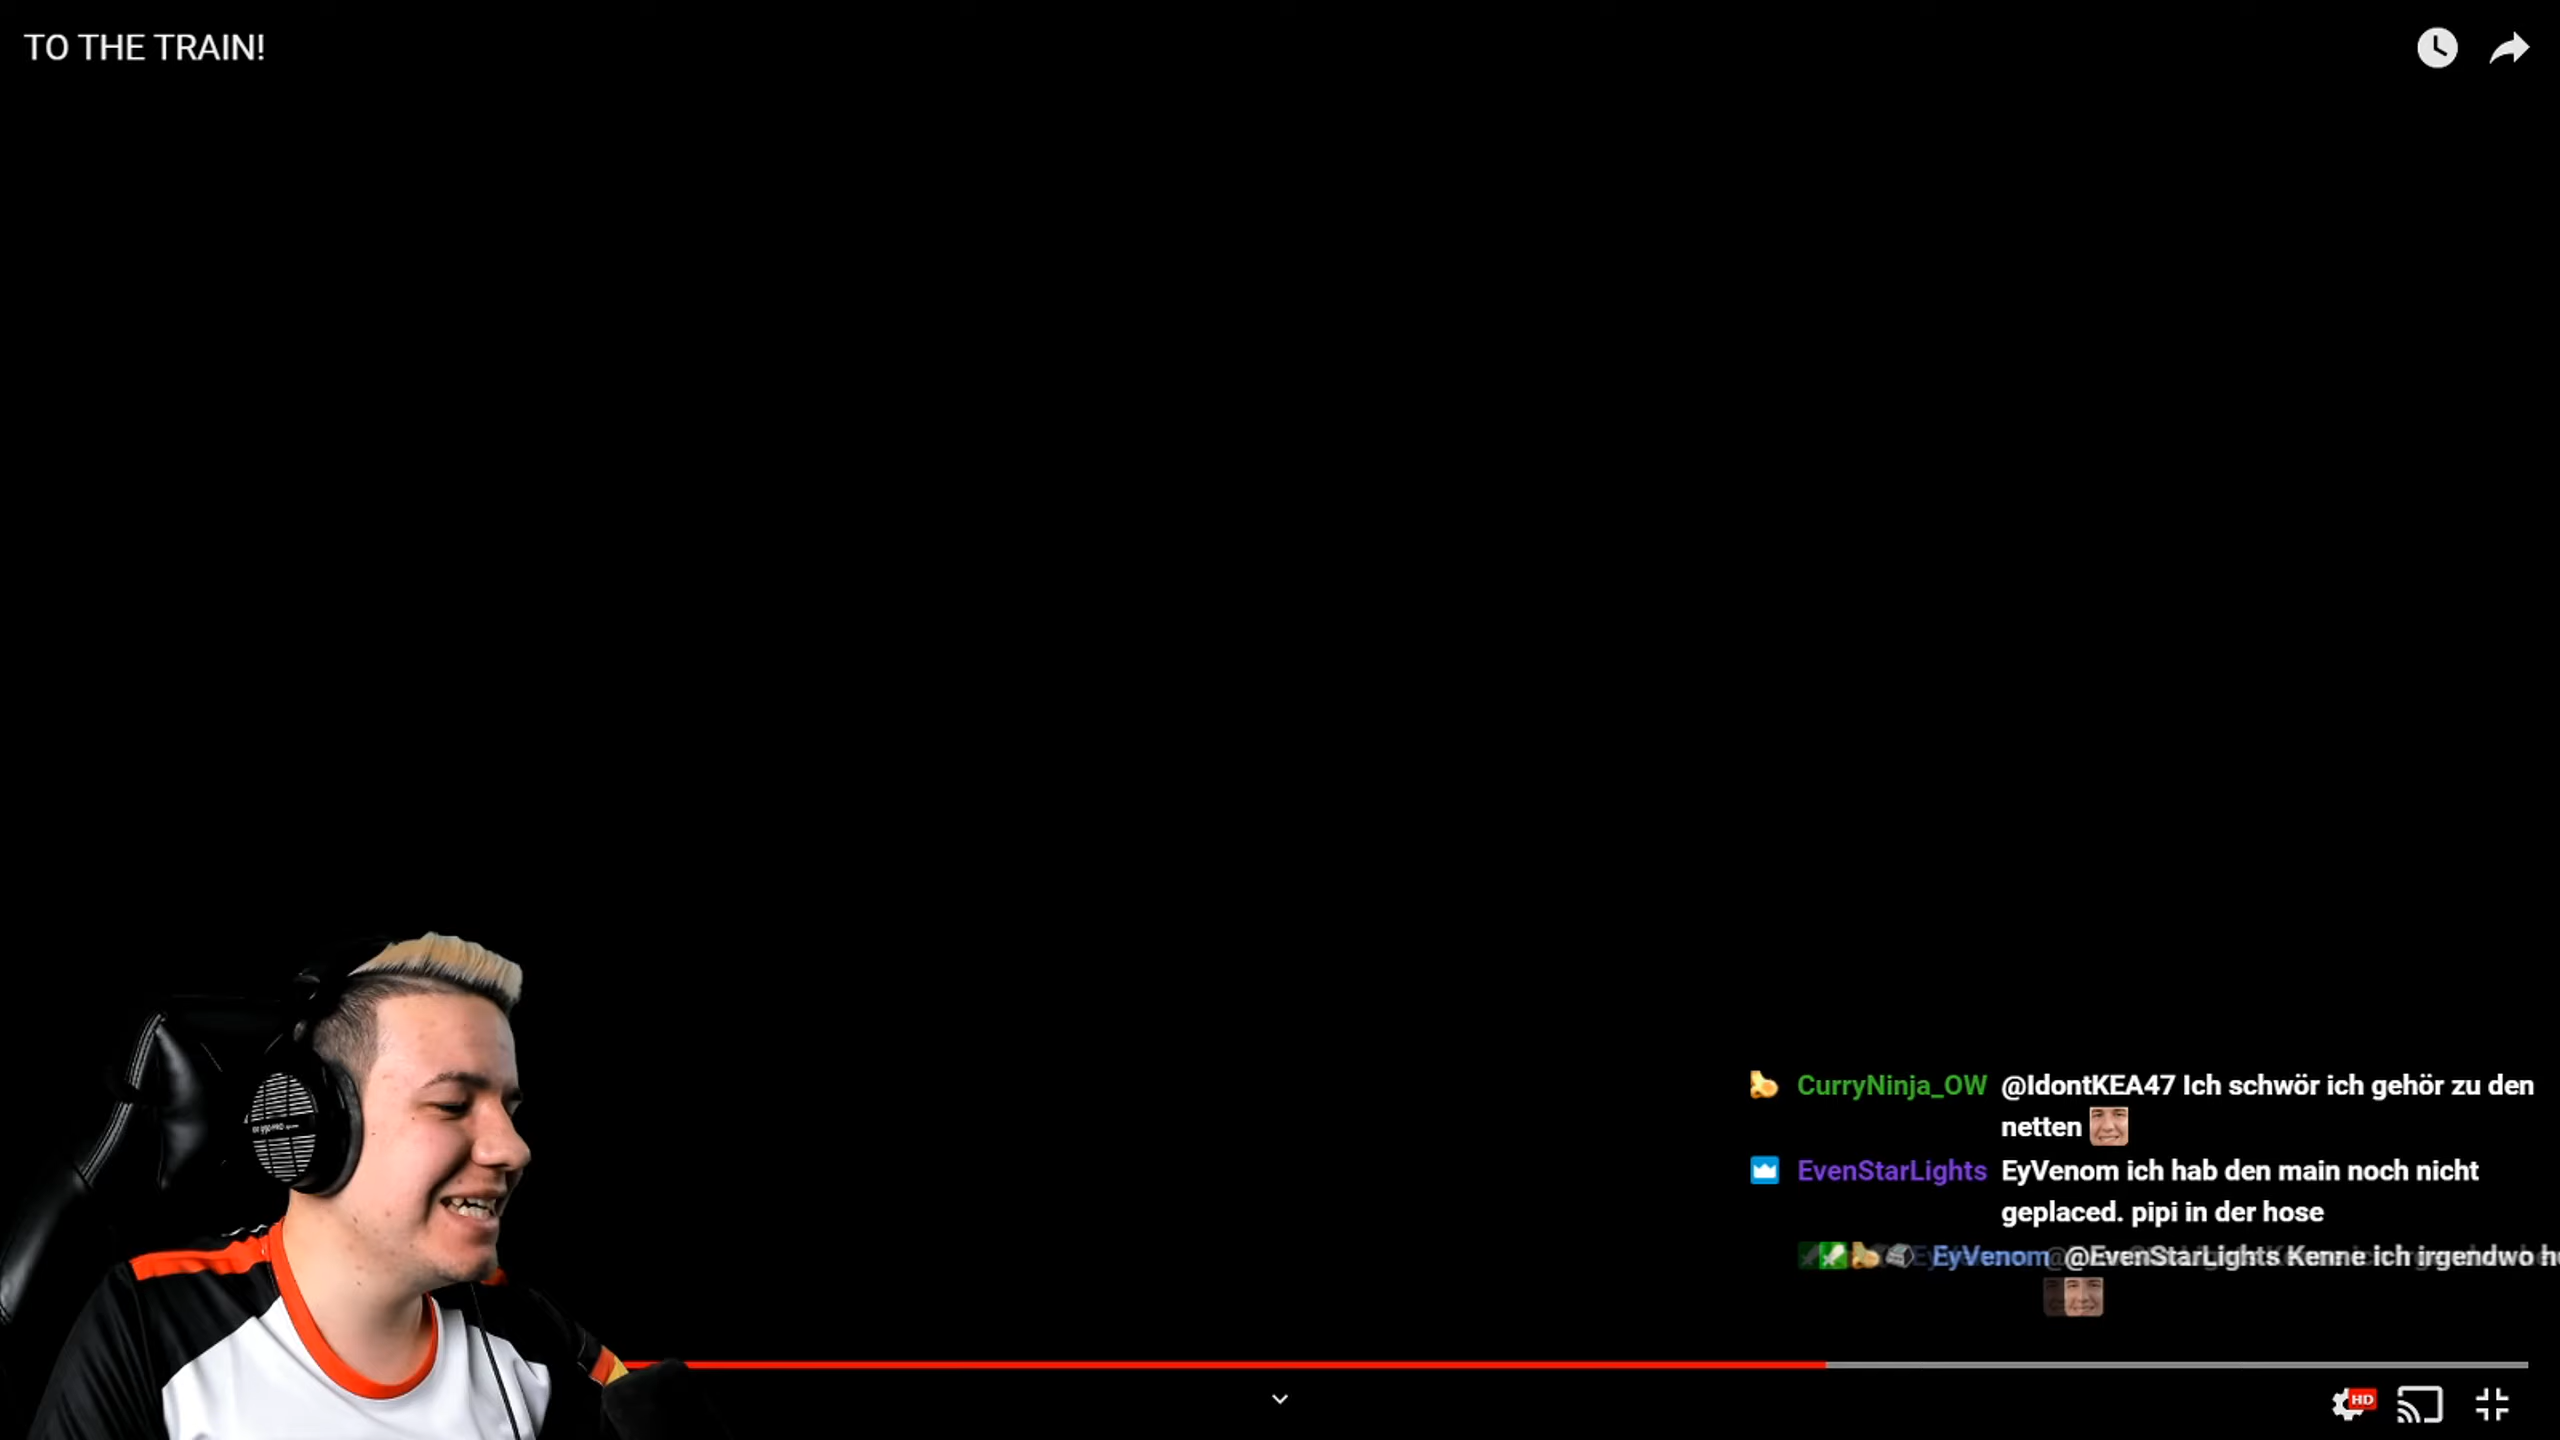 TO THE TRAIN!
CurryNinja_OW @IdontKEA47 Ich schwör ich gehör zu den
netten
EvenStarLights EyVenom ich hab den main noch nicht
geplaced. pipi in der hose
EyVenom @EvenStarLights Kenne ich irgendwo
HD